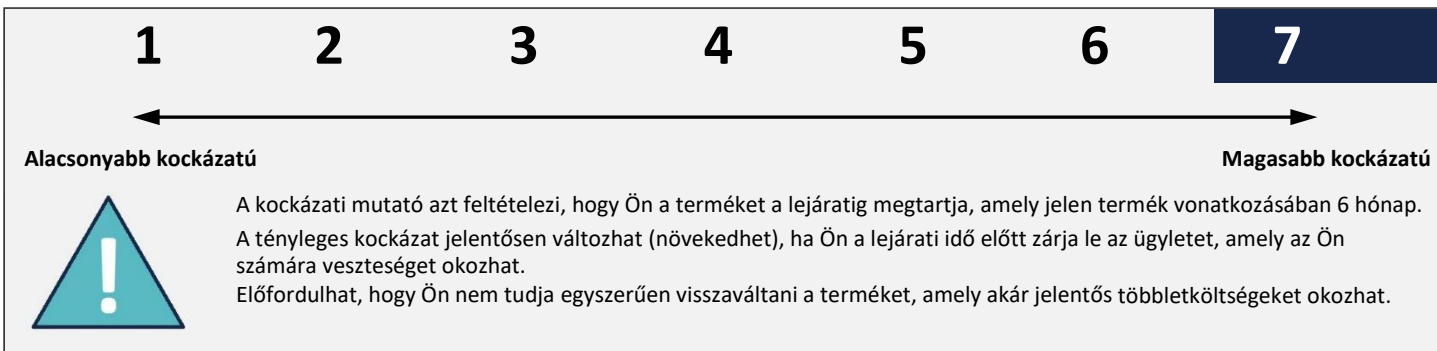 1 2 3 4 5 6 7
Alacsonyabb kockázatú Magasabb kockázatú
A kockázati mutató azt feltételezi, hogy Ön a terméket a lejáratig megtartja, amely jelen termék vonatkozásában 6 hónap.
A tényleges kockázat jelentősen változhat (növekedhet), ha Ön a lejárati idő előtt zárja le az ügyletet, amely az Ön
számára veszteséget okozhat.
Előfordulhat, hogy Ön nem tudja egyszerűen visszaváltani a terméket, amely akár jelentős többletköltségeket okozhat.